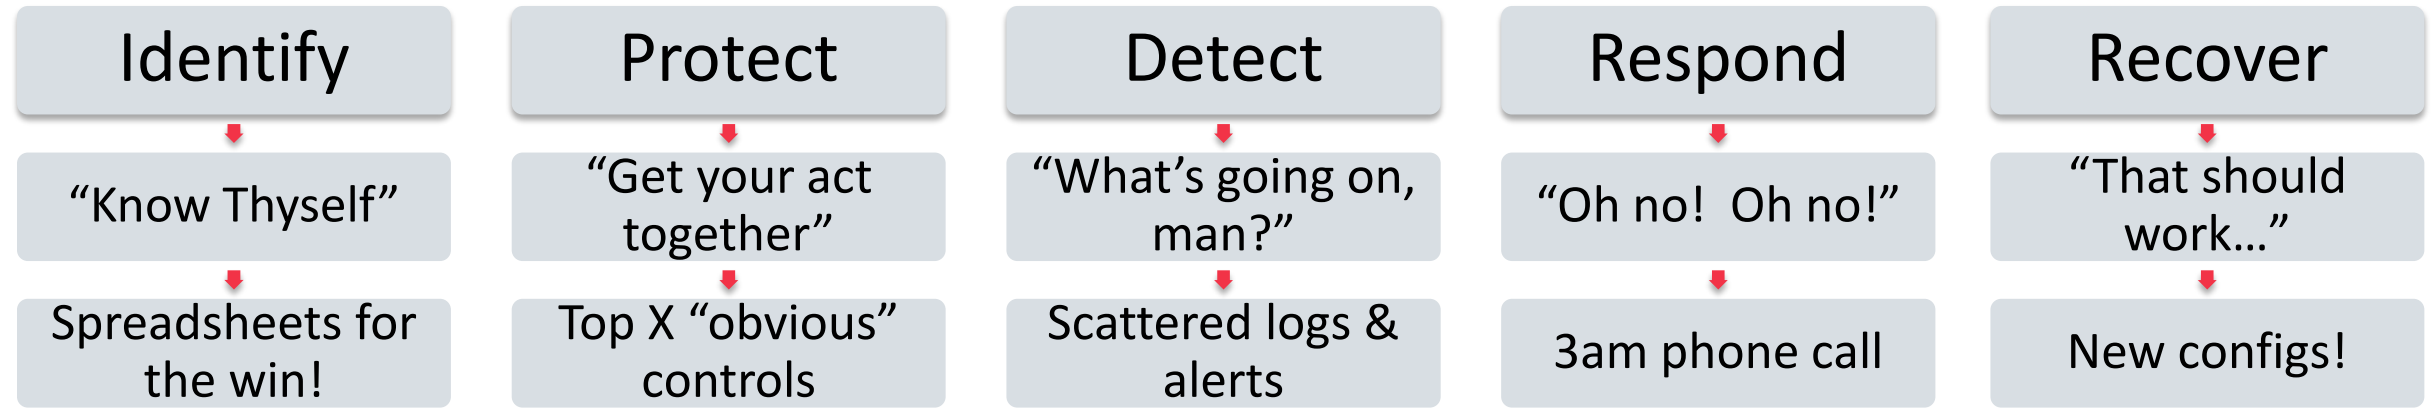 Identify
“Know Thyself”
Spreadsheets for
the win!
Protect
“Get your act
together”
Top X “obvious”
controls
Detect
“What’s going on,
man?”
Scattered logs &
alerts
Respond
“Oh no!  Oh no!”
3am phone call
Recover
“That should
work…”
New configs!